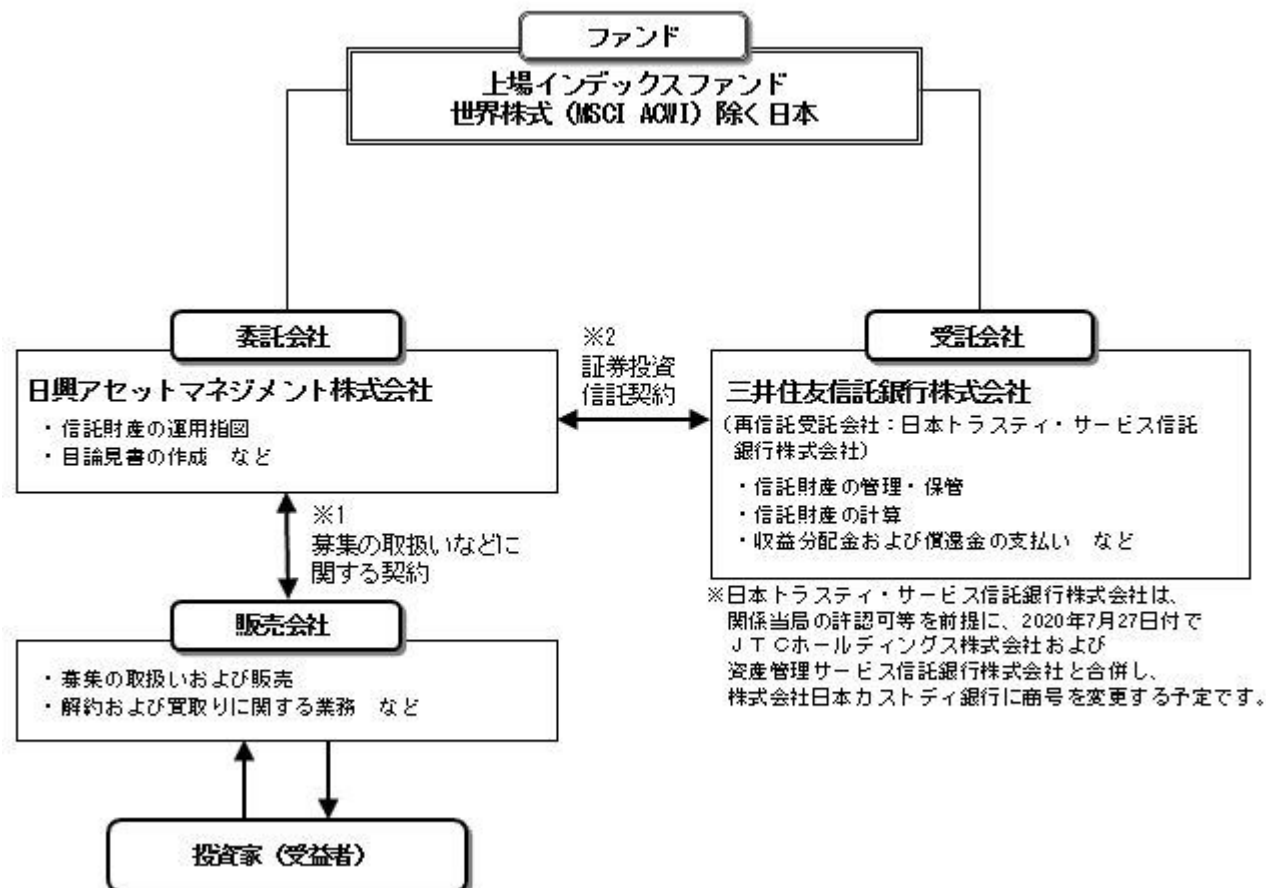 ファンド
上場インデックスファンド
世界株式(MSCI ACWI)除く日本
委託会社
日興アセットマネジメント株式会社
・信託財産の運用指図
・目論見書の作成 など
※2
証券投資
信託契約
受託会社
三井住友信託銀行株式会社
(再信託受託会社:日本トラスティ・サービス信託
銀行株式会社)
・信託財産の管理・保管
・信託財産の計算
・収益分配金および償還金の支払い など
※日本トラスティ・サービス信託銀行株式会社は、
関係当局の許認可等を前提に、2020年7月27日付で
JTCホールディングス株式会社および
資産管理サービス信託銀行株式会社と合併し、
株式会社日本カストディ銀行に商号を変更する予定です。
※1
募集の取扱いなどに
関する契約
販売会社
・募集の取扱いおよび販売
・解約および買取りに関する業務 など
投資家(受益者)